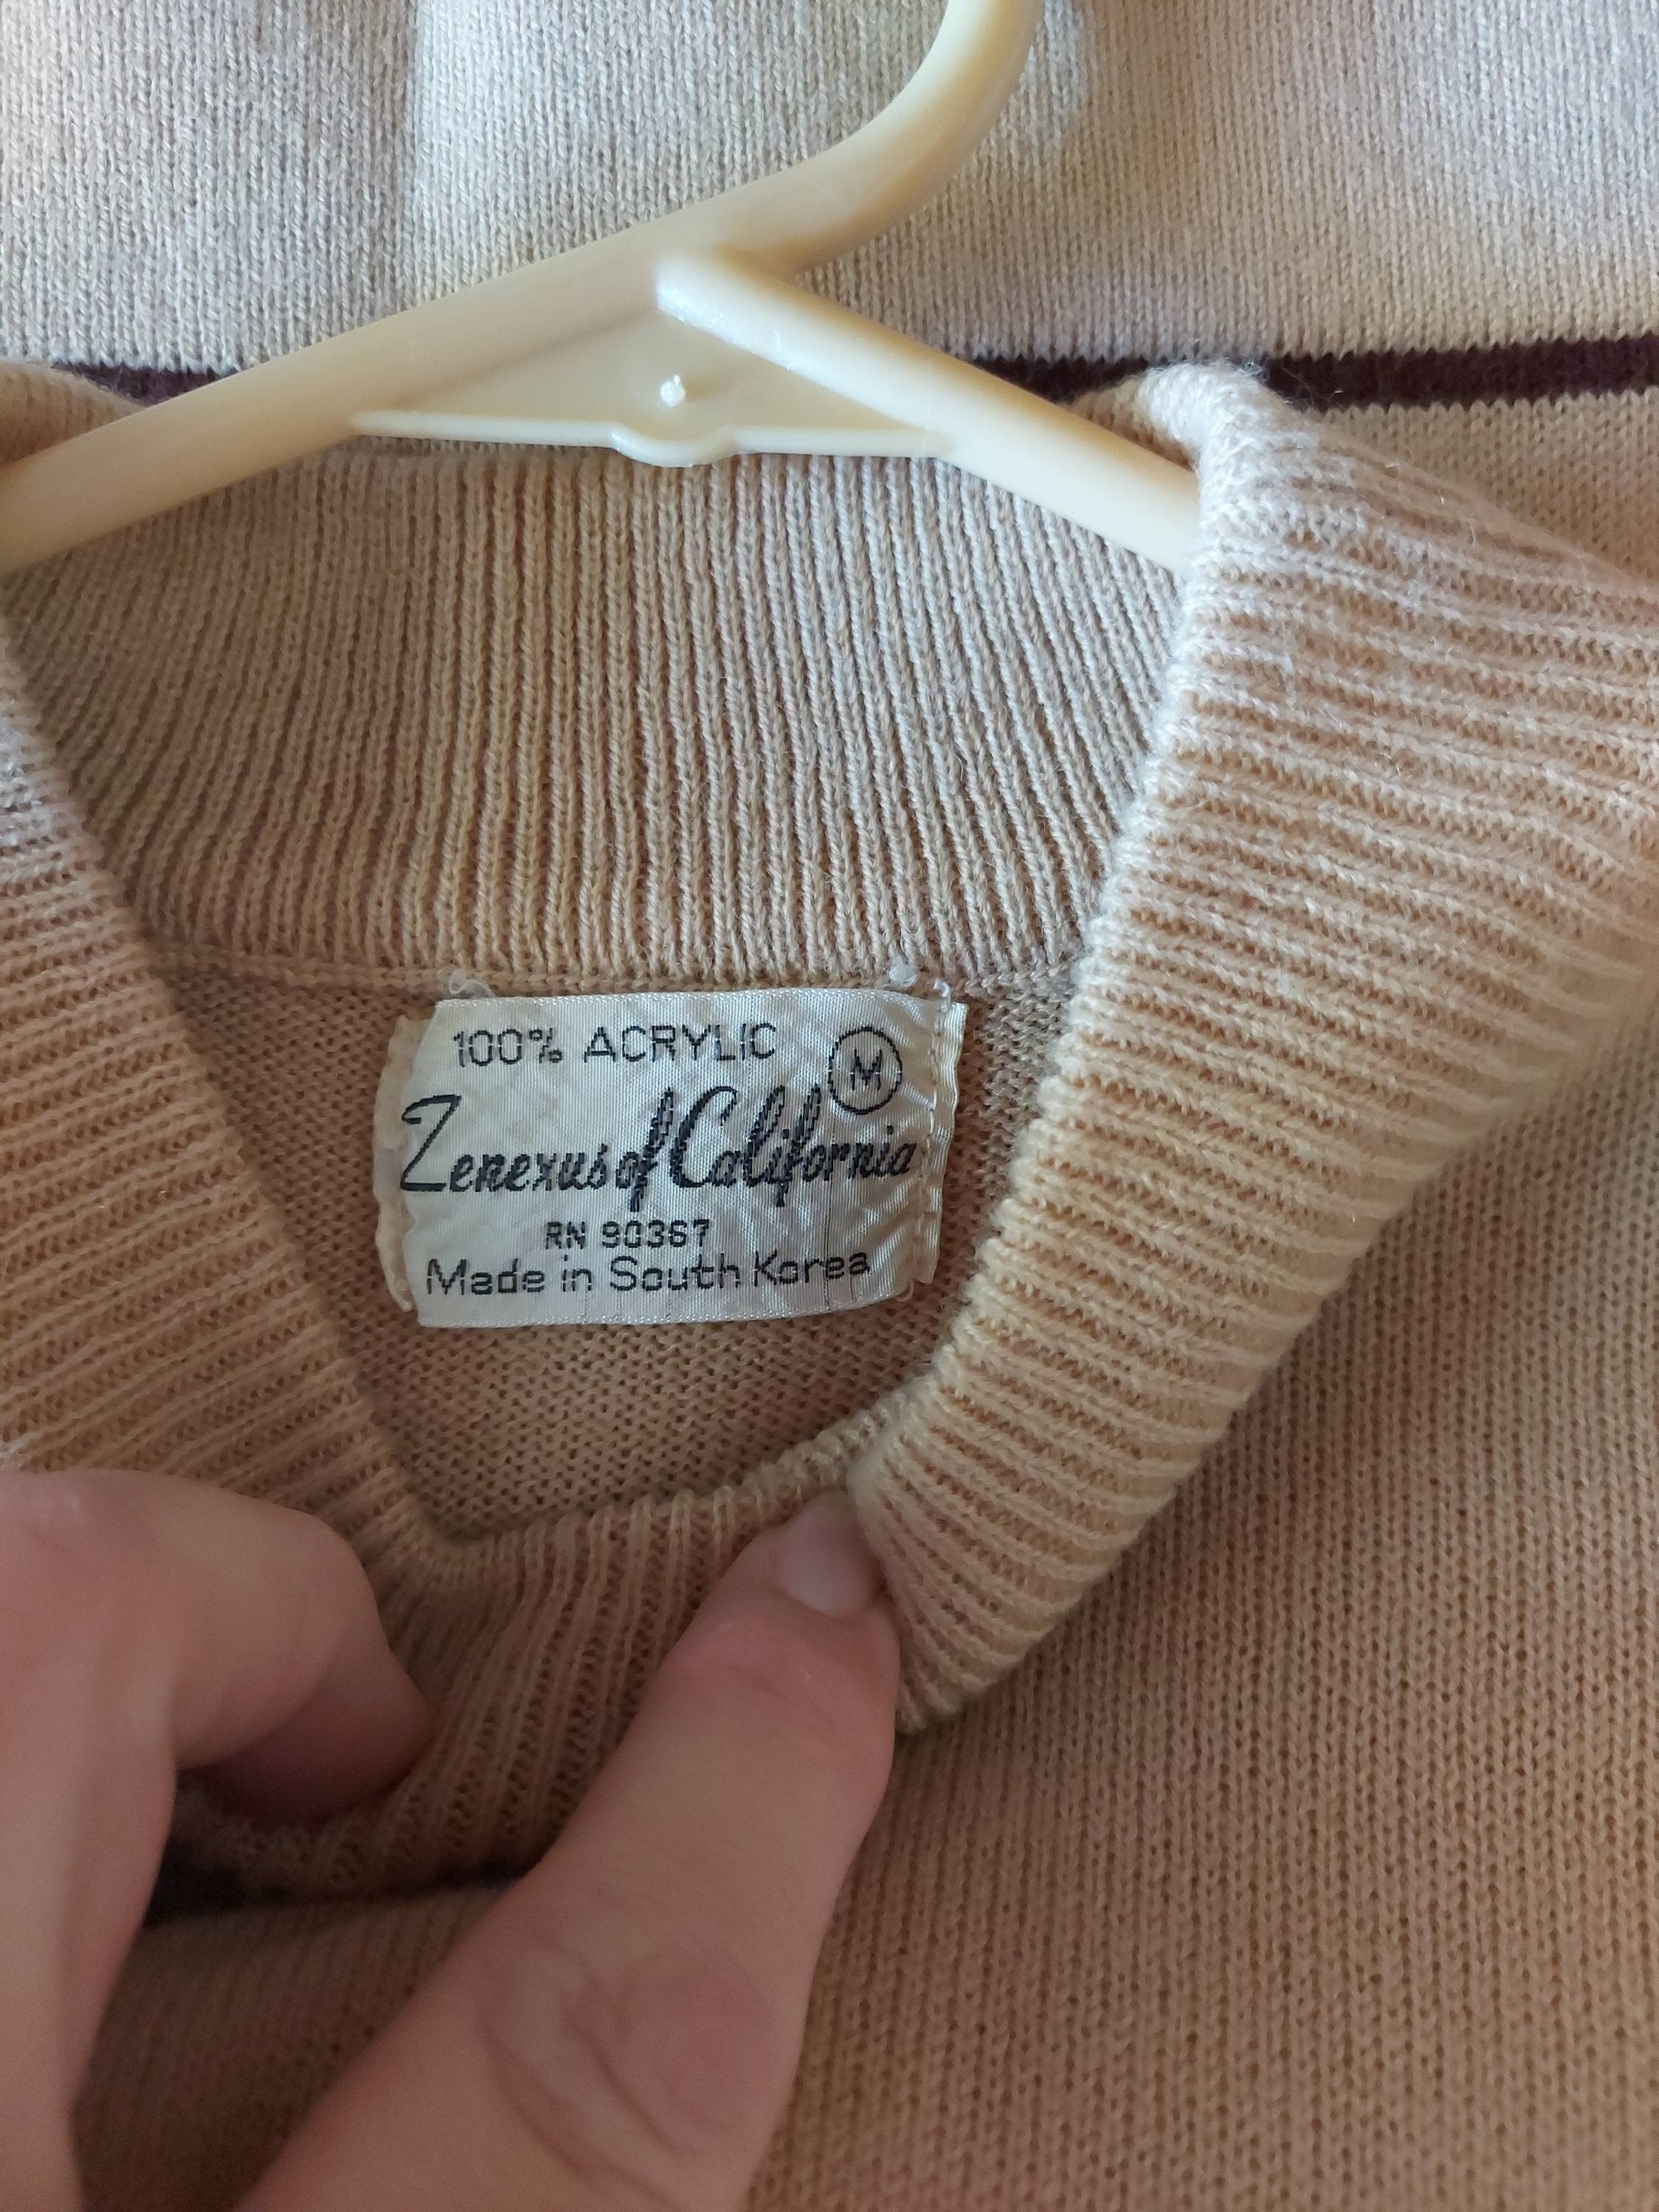 100% ACRYLIC
M
Zenexus of California
RN 90367
Made in South Korea